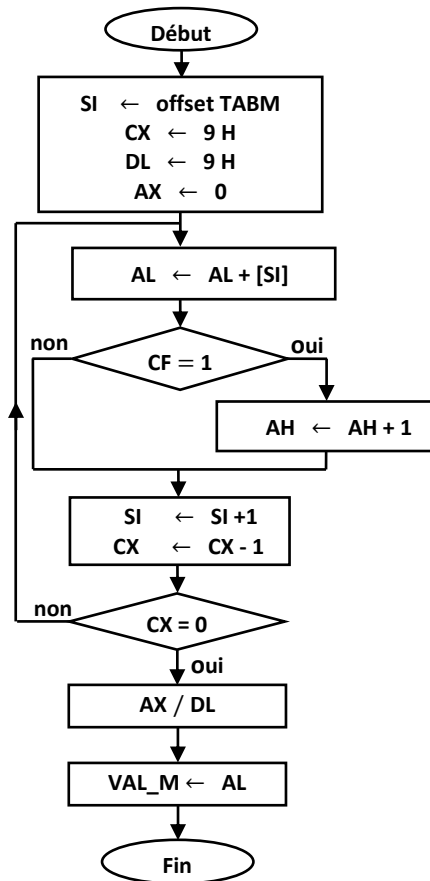 Début
SI ← offset TABM
CX ← 9 H
DL ← 9 H
AX ← 0
AL ← AL + [SI]
non
oui
CF = 1
AH ← AH + 1
SI ← SI +1
CX ← CX - 1
non
CX = 0
oui
AX / DL
VAL_M ← AL
Fin